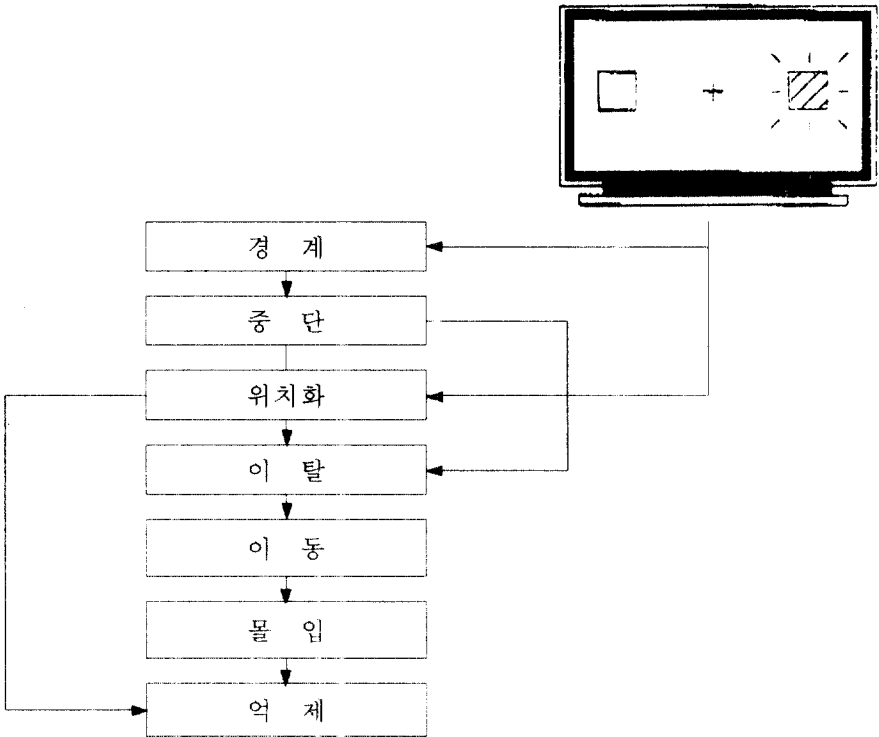 경 계
중 단
위치화
이 탈
이 동
몰 입
억 제